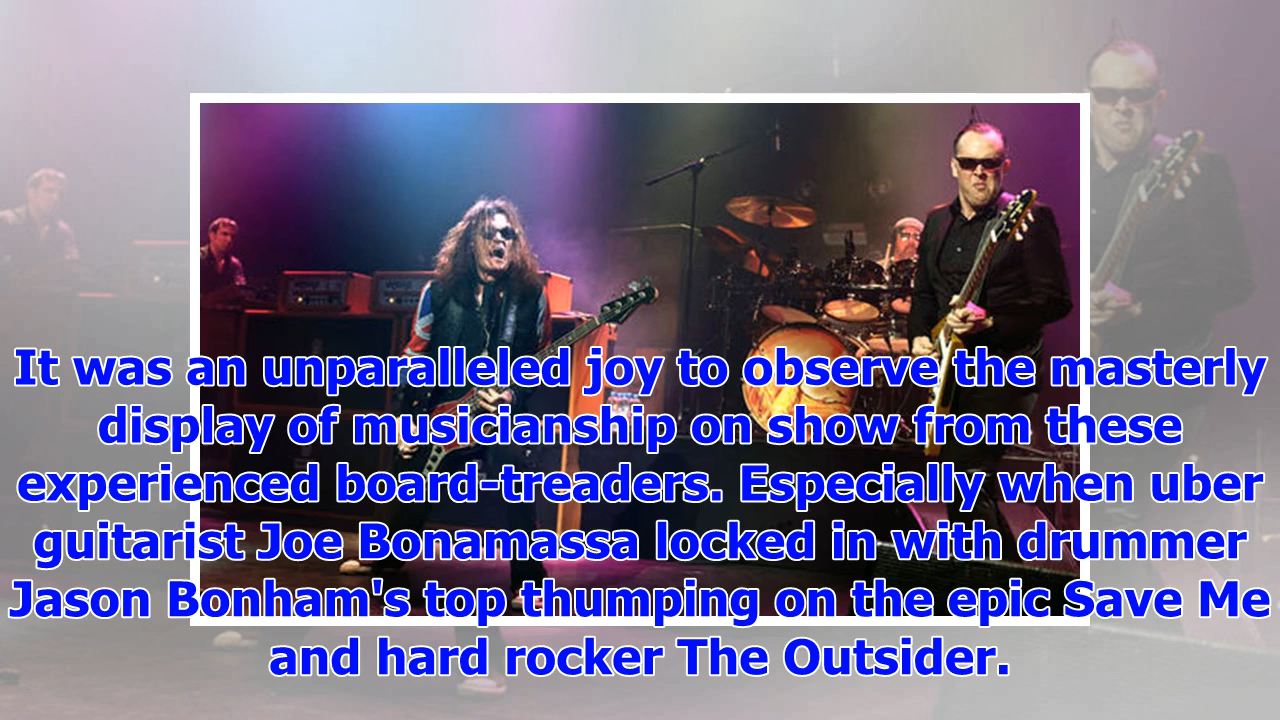 It was an unparalleled joy to observe the masterly
display of musicianship on show from these
experienced board-treaders. Especially when uber
guitarist Joe Bonamassa locked in with drummer
Jason Bonham's top thumping on the epic Save Me
and hard rocker The Outsider.